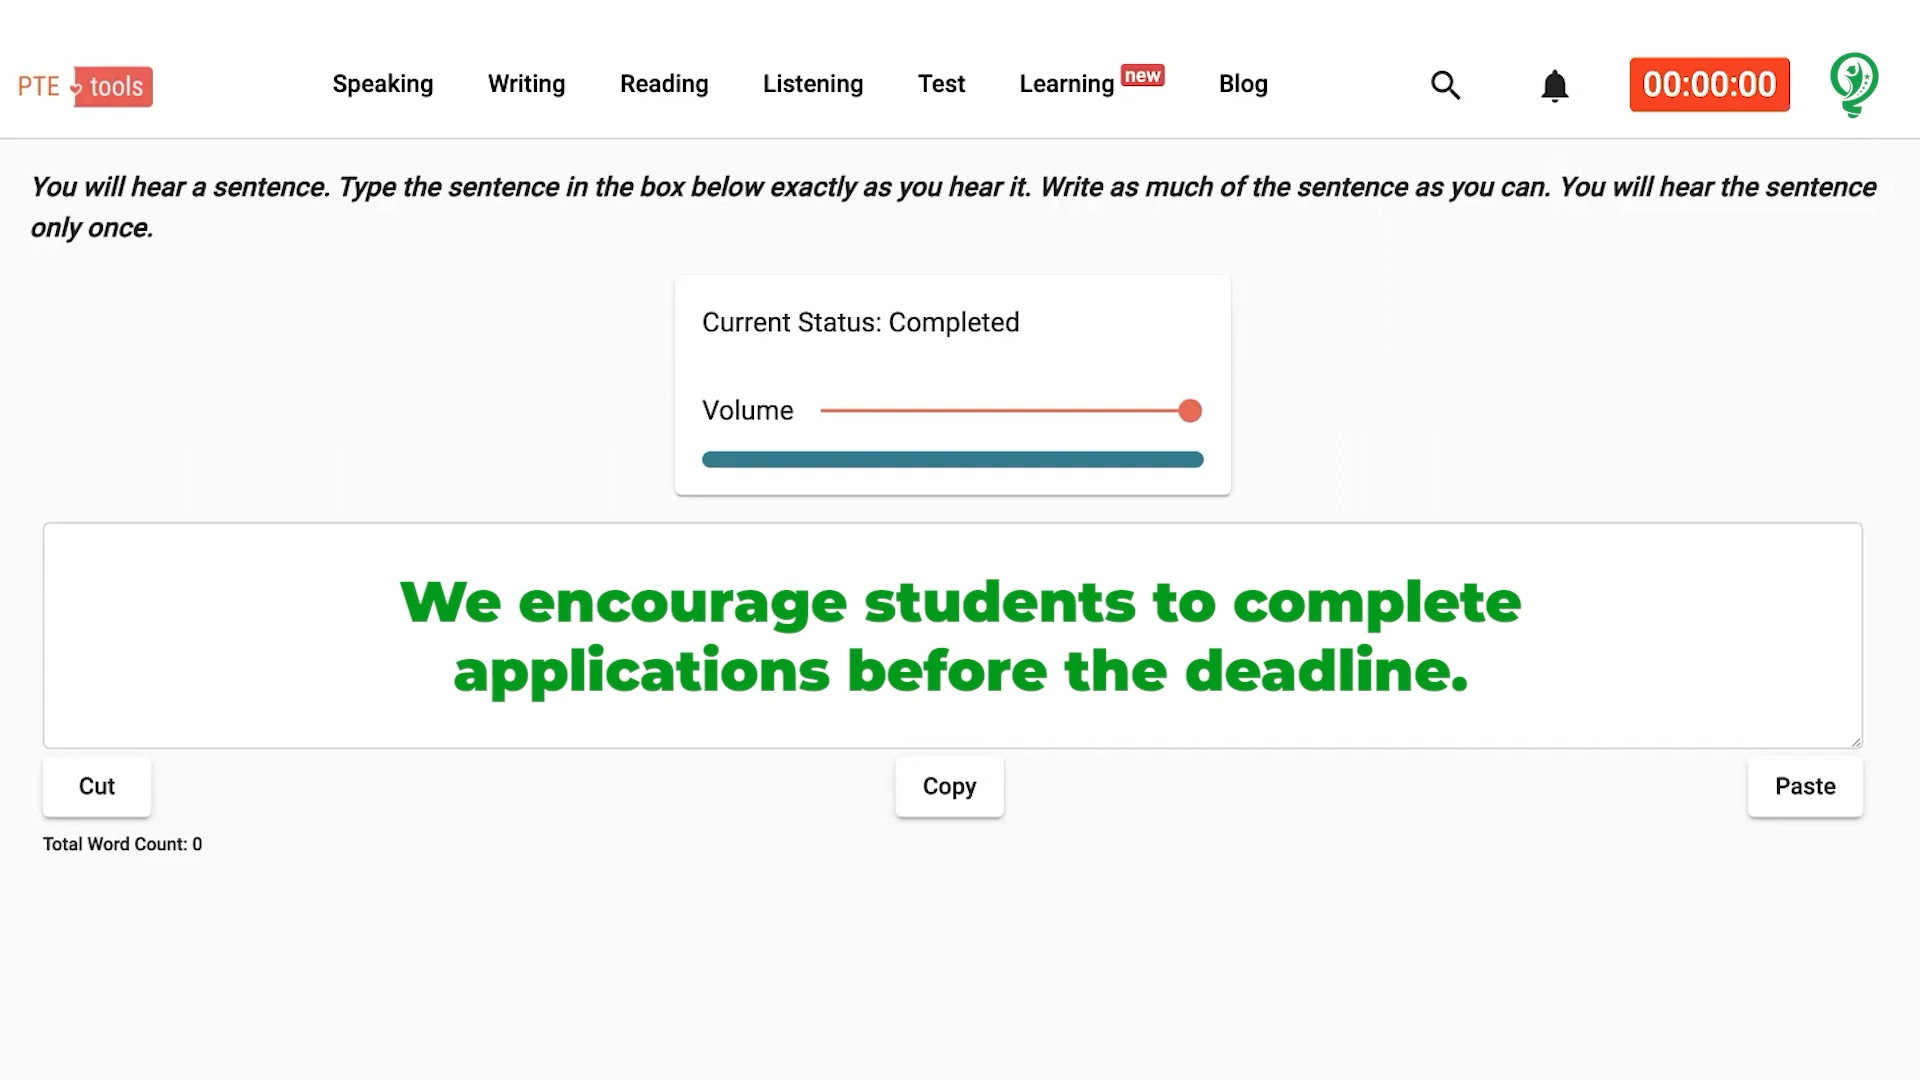 PTE tools
Speaking Writing Reading Listening Test Learning new Blog
00:00:00
You will hear a sentence. Type the sentence in the box below exactly as you hear it. Write as much of the sentence as you can. You will hear the sentence
only once.
Current Status: Completed
Volume
We encourage students to complete
applications before the deadline.
Cut Copy Paste
Total Word Count: 0